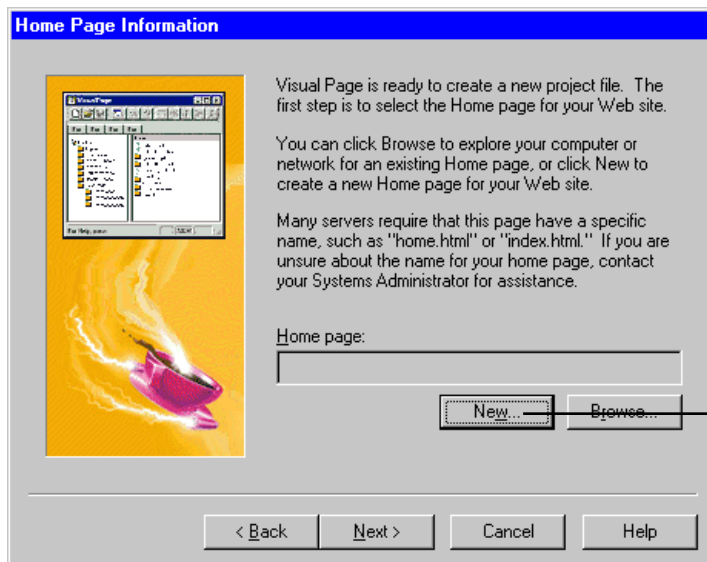 Home Page Information
Visual Page is ready to create a new project file. The
first step is to select the Home page for your Web site.
You can click Browse to explore your computer or
network for an existing Home page, or click New to
create a new Home page for your Web site.
Many servers require that this page have a specific
name, such as "home.html" or "index.html." If you are
unsure about the name for your home page, contact
your Systems Administrator for assistance.
Home page:
New... Browse...
< Back Next > Cancel Help